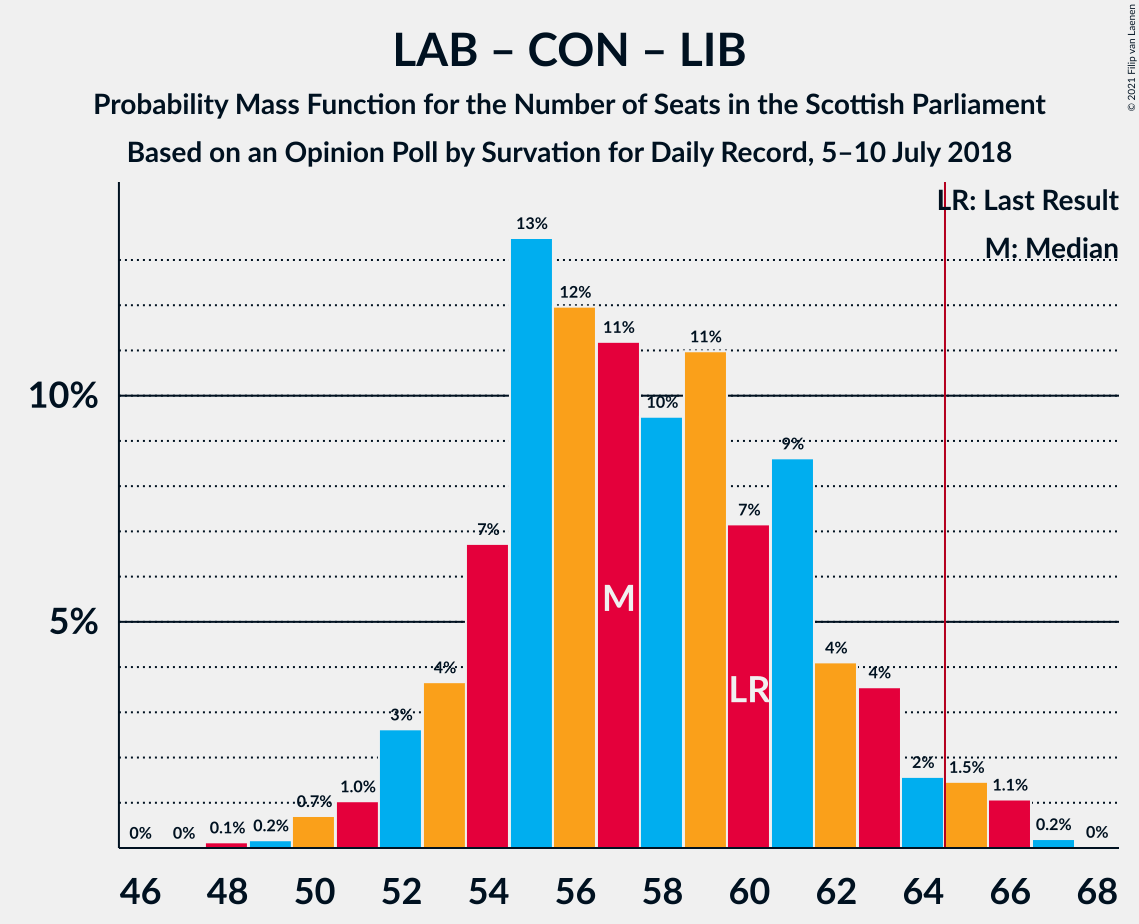 LAB – CON – LIB
Probability Mass Function for the Number of Seats in the Scottish Parliament
Based on an Opinion Poll by Survation for Daily Record, 5–10 July 2018
© 2021 Filip van Laenen
LR: Last Result
M: Median
10%
5%
0% 0% 0.1% 0.2% 0.7% 1.0% 3% 4% 7% 13% 12% 11% 10% 11% 7% 9% 4% 4% 2% 1.5% 1.1% 0.2% 0%
M
LR
46 48 50 52 54 56 58 60 62 64 66 68